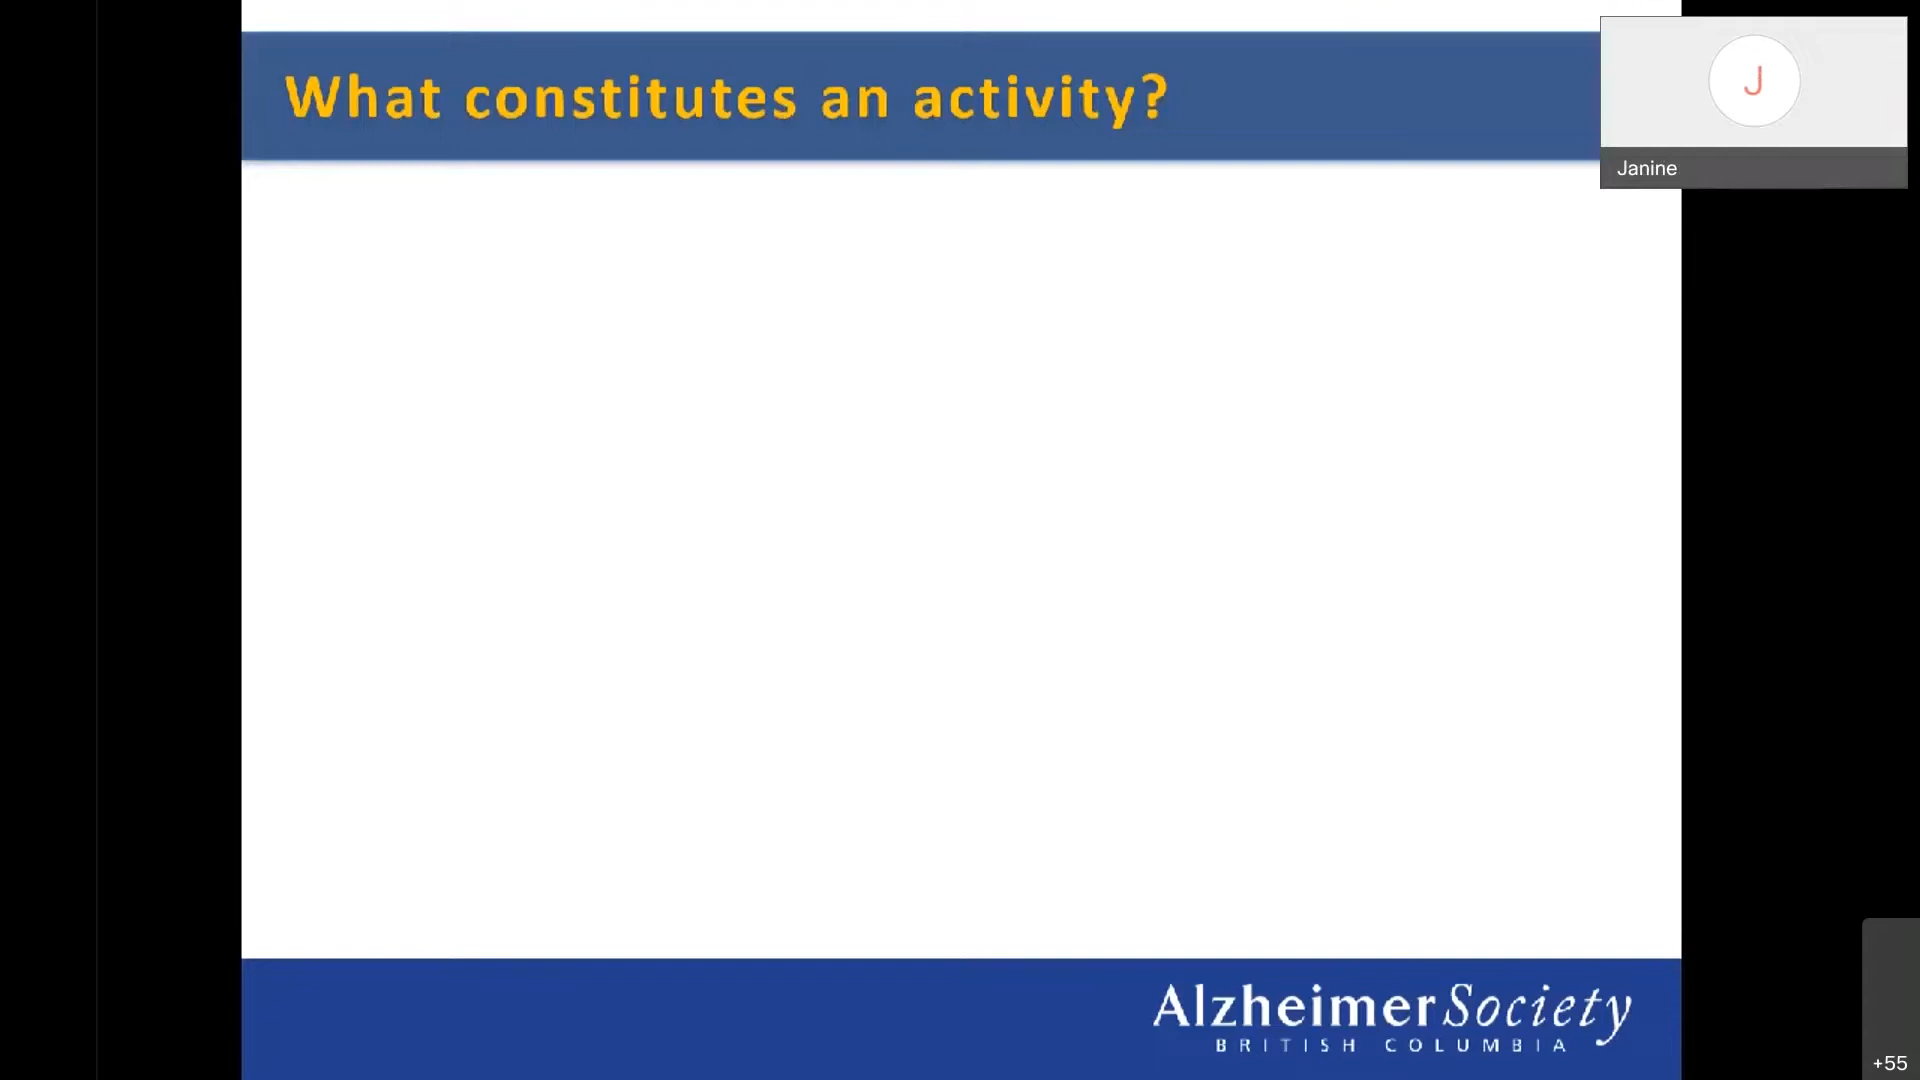 What constitutes an activity?
J
Janine
AlzheimerSociety
BRITISH COLUMBIA
+55